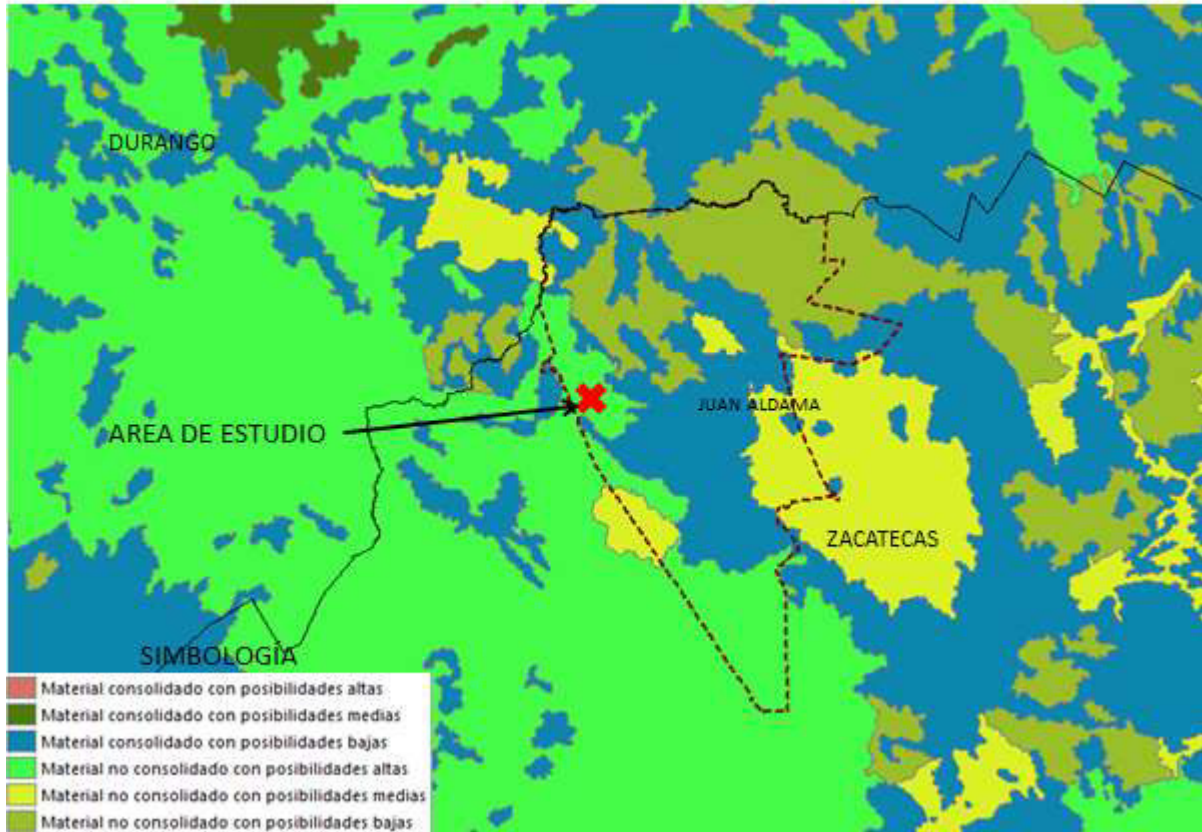 DURANGO
JUAN ALDAMA
AREA DE ESTUDIO
ZACATECAS
SIMBOLOGÍA
Material consolidado con posibilidades altas
Material consolidado con posibilidades medias
Material consolidado con posibilidades bajas
Material no consolidado con posibilidades altas
Material no consolidado con posibilidades medias
Material no consolidado con posibilidades bajas